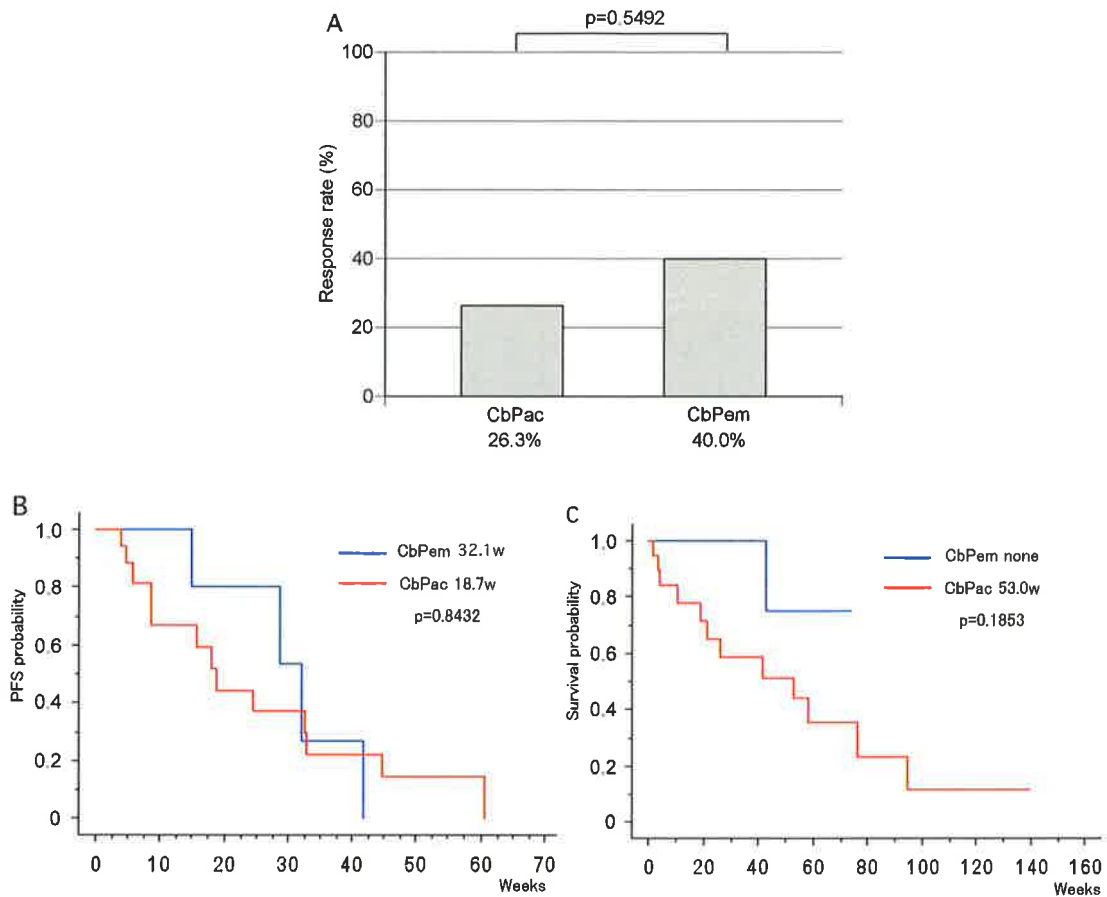 A
p=0.5492
Response rate (%)
100
80
60
40
20
0
CbPac
26.3%
CbPem
40.0%
B
PFS probability
1.0
0.8
0.6
0.4
0.2
0
CbPem 32.1w
CbPac 18.7w
p=0.8432
0 10 20 30 40 50 60 70
Weeks
C
Survival probability
1.0
0.8
0.6
0.4
0.2
0
CbPem none
CbPac 53.0w
p=0.1853
0 20 40 60 80 100 120 140 160
Weeks